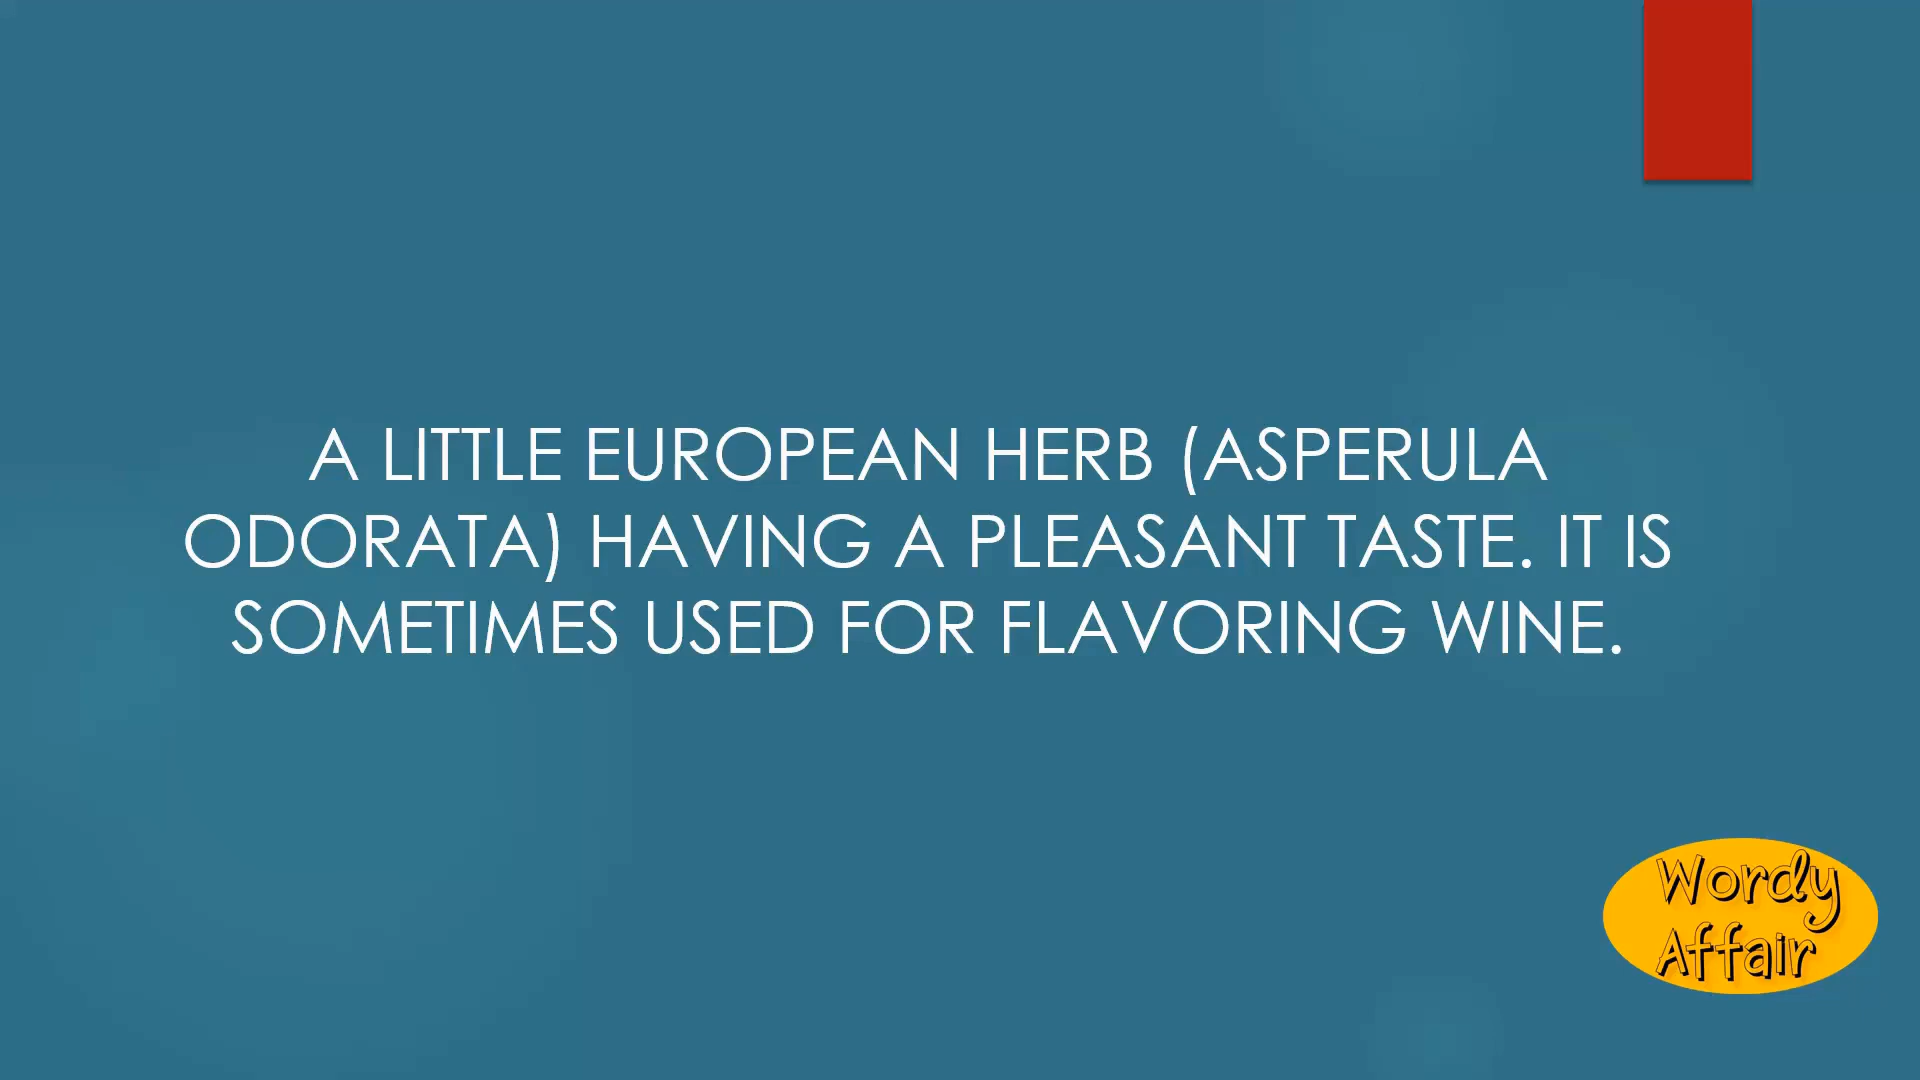 A LITTLE EUROPEAN HERB (ASPERULA
ODORATA) HAVING A PLEASANT TASTE. IT IS
SOMETIMES USED FOR FLAVORING WINE.
Wordy
Affair